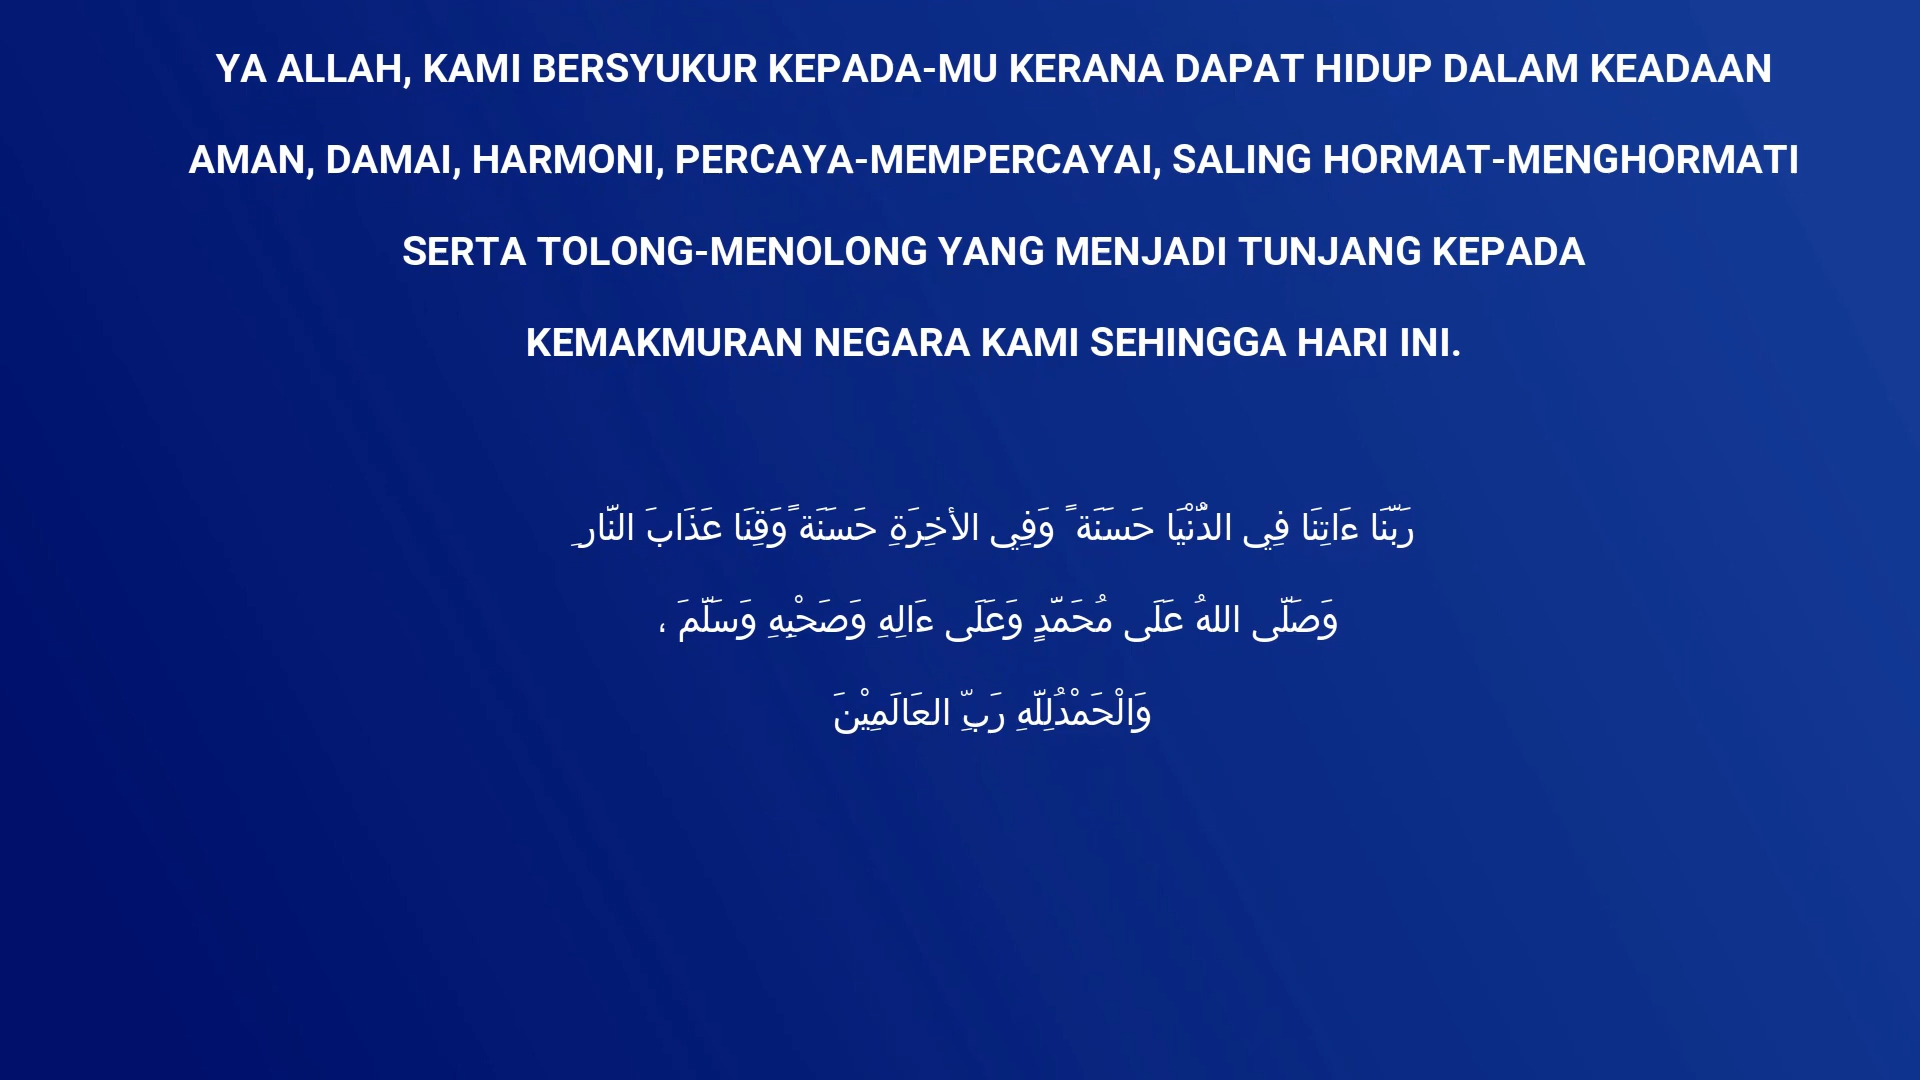 YA ALLAH, KAMI BERSYUKUR KEPADA-MU KERANA DAPAT HIDUP DALAM KEADAAN
AMAN, DAMAI, HARMONI, PERCAYA-MEMPERCAYAI, SALING HORMAT-MENGHORMATI
SERTA TOLONG-MENOLONG YANG MENJADI TUNJANG KEPADA
KEMAKMURAN NEGARA KAMI SEHINGGA HARI INI.
رَبَّنَا ءَاتِنَا فِي الدُّنْيَا حَسَنَة ً وَفِي الأخِرَةِ حَسَنَة ًوَقِنَا عَذَابَ النَّار ِ
وَصَلَّى اللهُ عَلَى مُحَمَّدٍ وَعَلَى ءَالِهِ وَصَحْبِهِ وَسَلَّمَ ،
وَالْحَمْدُلِلَّهِ رَبِّ العَالَمِيْنَ